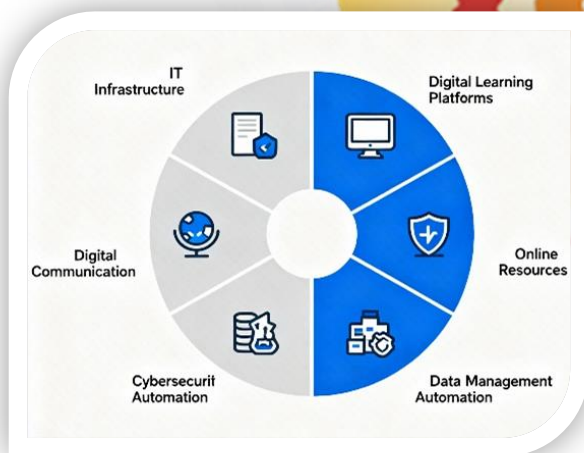 IT
Infrastructure
Digital Learning
Platforms
Digital
Communication
Online
Resources
Cybersecurit
Automation
Data Management
Automation